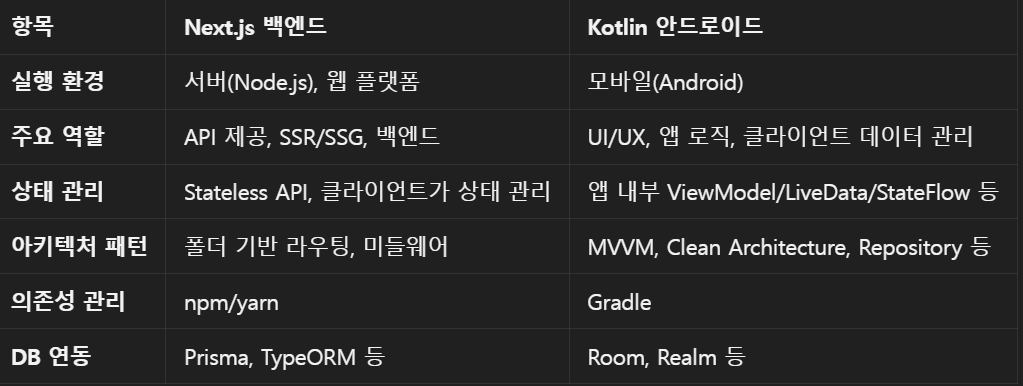 항목 Next.js 백엔드 Kotlin 안드로이드
실행 환경 서버(Node.js), 웹 플랫폼 모바일(Android)
주요 역할 API 제공, SSR/SSG, 백엔드 UI/UX, 앱 로직, 클라이언트 데이터 관리
상태 관리 Stateless API, 클라이언트가 상태 관리 앱 내부 ViewModel/LiveData/StateFlow 등
아키텍처 패턴 폴더 기반 라우팅, 미들웨어 MVVM, Clean Architecture, Repository 등
의존성 관리 npm/yarn Gradle
DB 연동 Prisma, TypeORM 등 Room, Realm 등